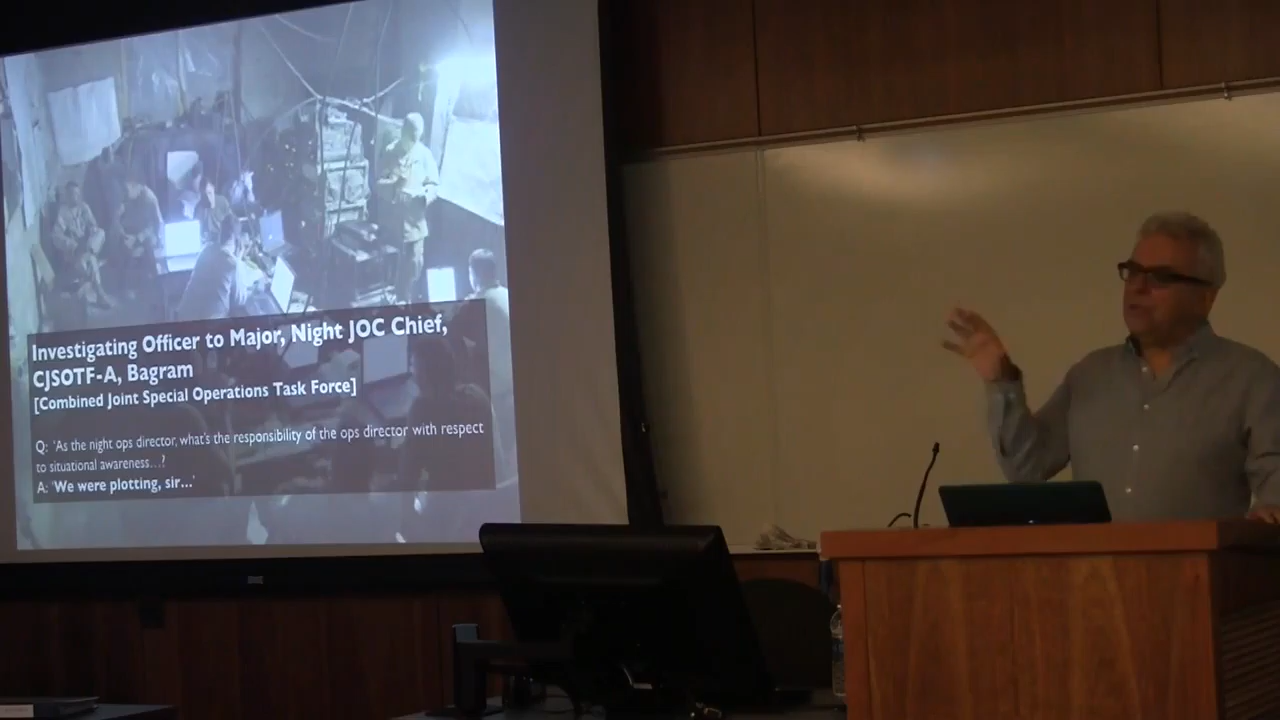 Investigating Officer to Major, Night JOC Chief,
CJSOTF-A, Bagram
[Combined Joint Special Operations Task Force]
Q: 'As the night ops director, what's the responsibility of the ops director with respect
to situational awareness…?
A: 'We were plotting, sir…'